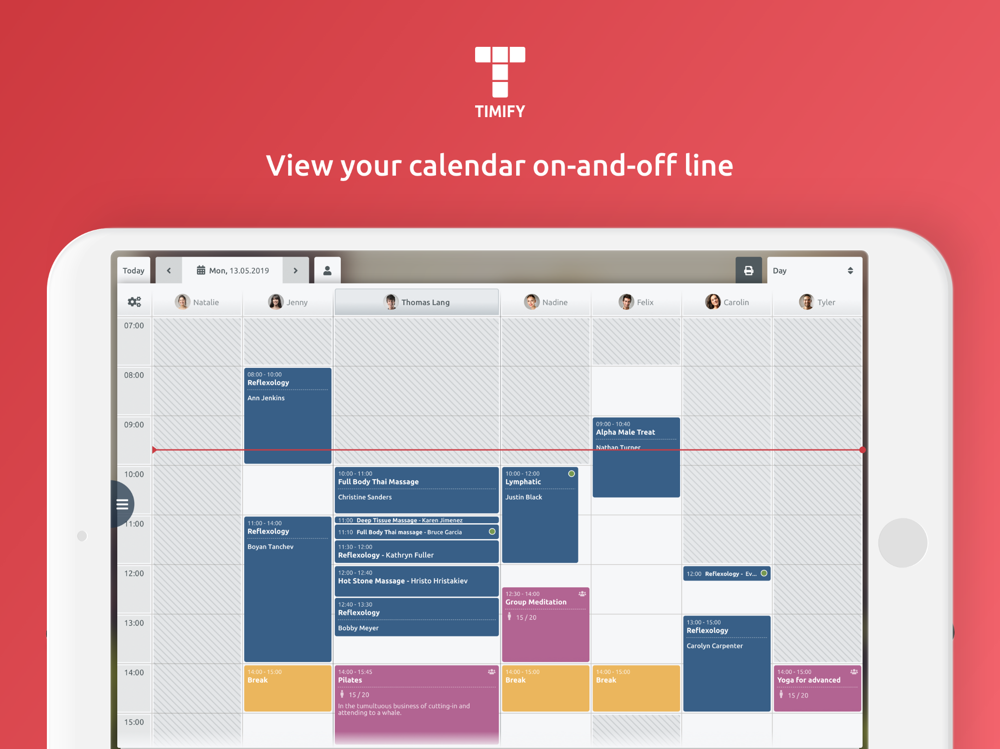 TIMIFY
View your calendar on-and-off line
Today
Mon, 13.05.2019
Day
Natalie
Jenny
Thomas Lang
Nadine
Felix
Carolin
Tyler
07:00
08:00
08:00 - 10:00
Reflexology
Ann Jenkins
09:00
09:00 - 10:40
Alpha Male Treat
Nathan Turner
10:00
10:00 - 11:00
Full Body Thai Massage
Christine Sanders
10:00 - 12:00
Lymphatic
Justin Black
11:00
11:00 - 14:00
Reflexology
Boyan Tanchev
11:00 Deep Tissue Massage - Karen Jimenez
11:10 Full Body Thai massage - Bruce Garcia
11:30 - 12:00
Reflexology - Kathryn Fuller
12:00
12:00 - 12:40
Hot Stone Massage - Hristo Hristakiev
12:00 Reflexology - Ev...
12:40 - 13:30
Reflexology
Bobby Meyer
12:30 - 14:00
Group Meditation
15 / 20
13:00
13:00 - 15:00
Reflexology
Carolyn Carpenter
14:00
14:00 - 15:00
Break
14:00 - 15:45
Pilates
15 / 20
In the tumultuous business of cutting-in and
attending to a whale.
14:00 - 15:00
Break
14:00 - 15:00
Break
14:00 - 15:00
Yoga for advanced
15 / 20
15:00